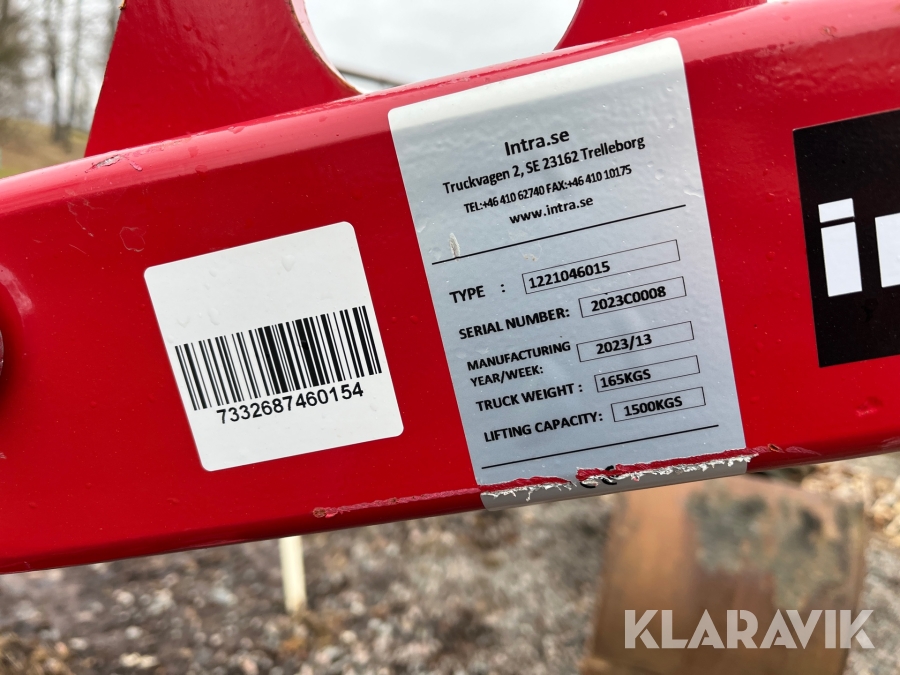 Intra.se
Truckvagen 2, SE 23162 Trelleborg
TEL:+46 410 62740 FAX:+46 410 10175
www.intra.se
TYPE : 1221046015
SERIAL NUMBER: 2023C0008
MANUFACTURING
YEAR/WEEK: 2023/13
TRUCK WEIGHT : 165KGS
LIFTING CAPACITY: 1500KGS
7332687460154
KLARAVIK